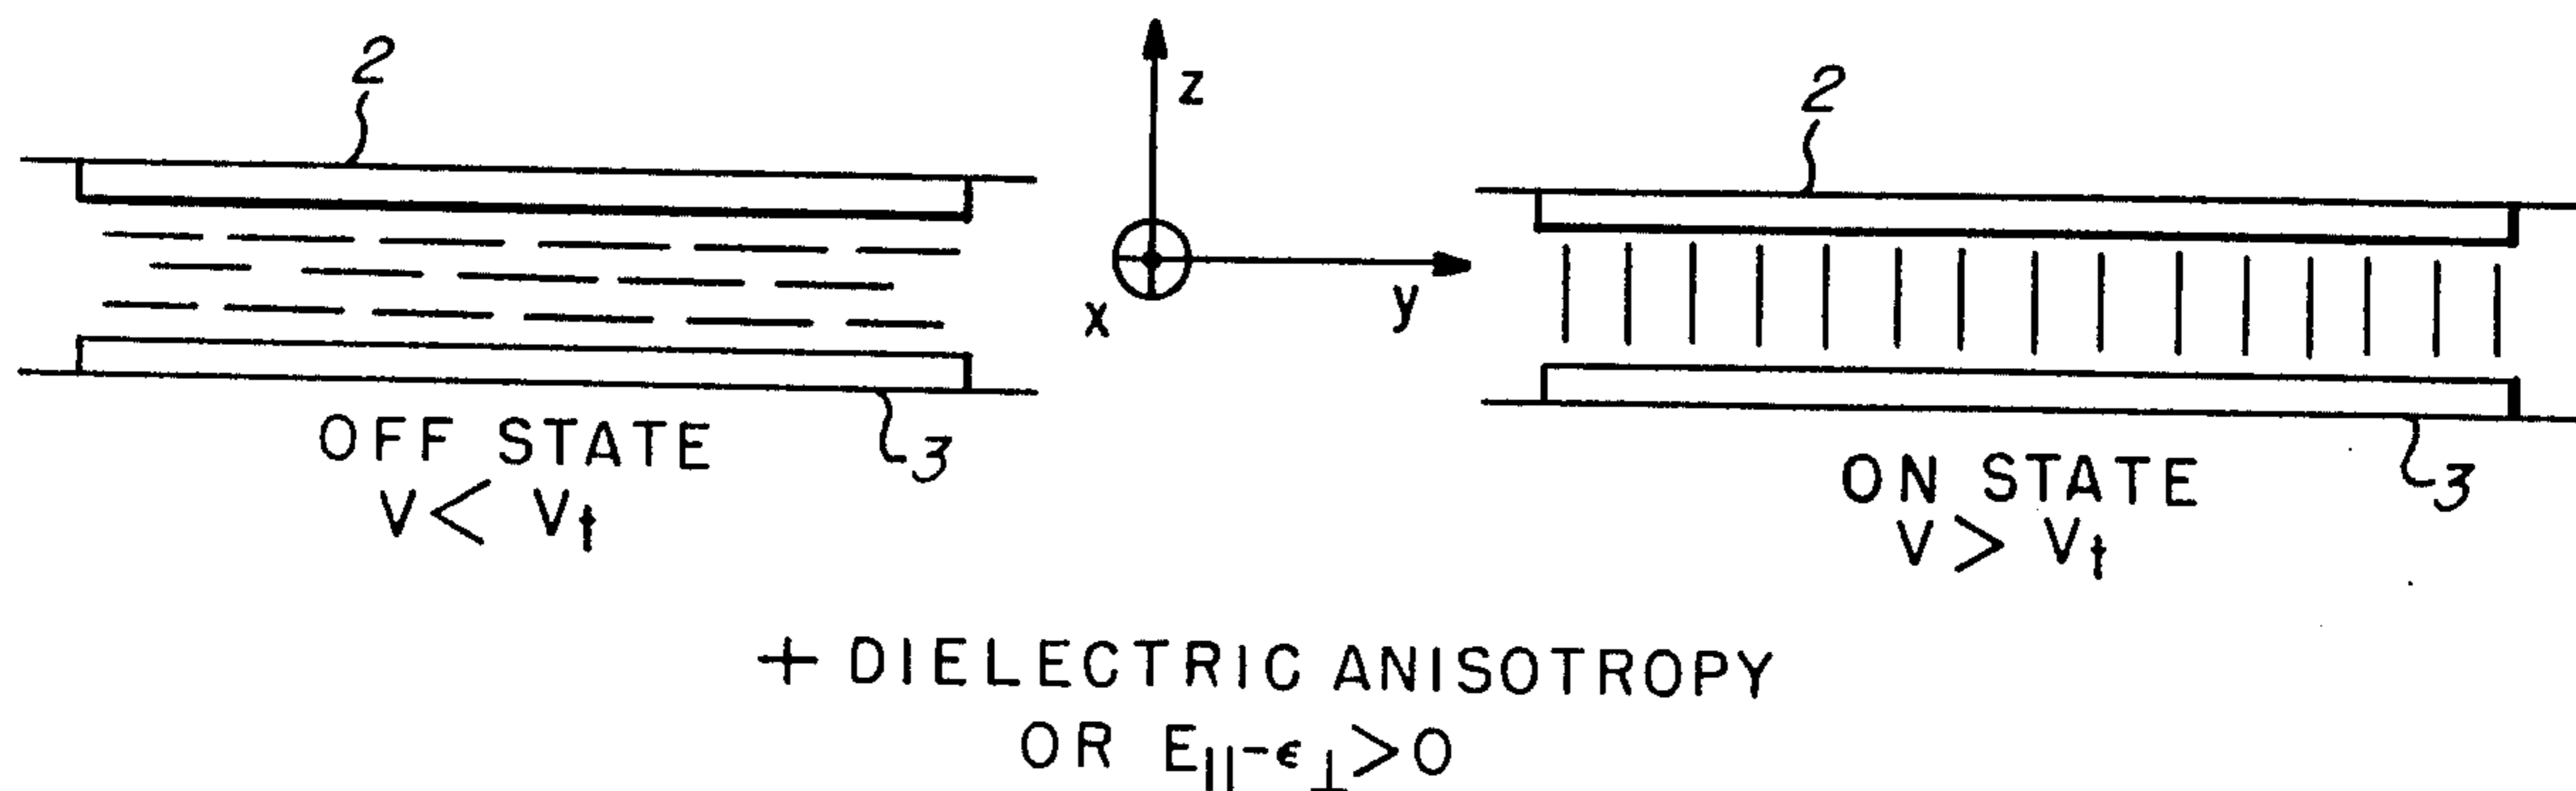 2
z
x
y
2
3
OFF STATE
V < Vt
3
ON STATE
V > Vt
+ DIELECTRIC ANISOTROPY
OR E∥-ϵ⊥>0